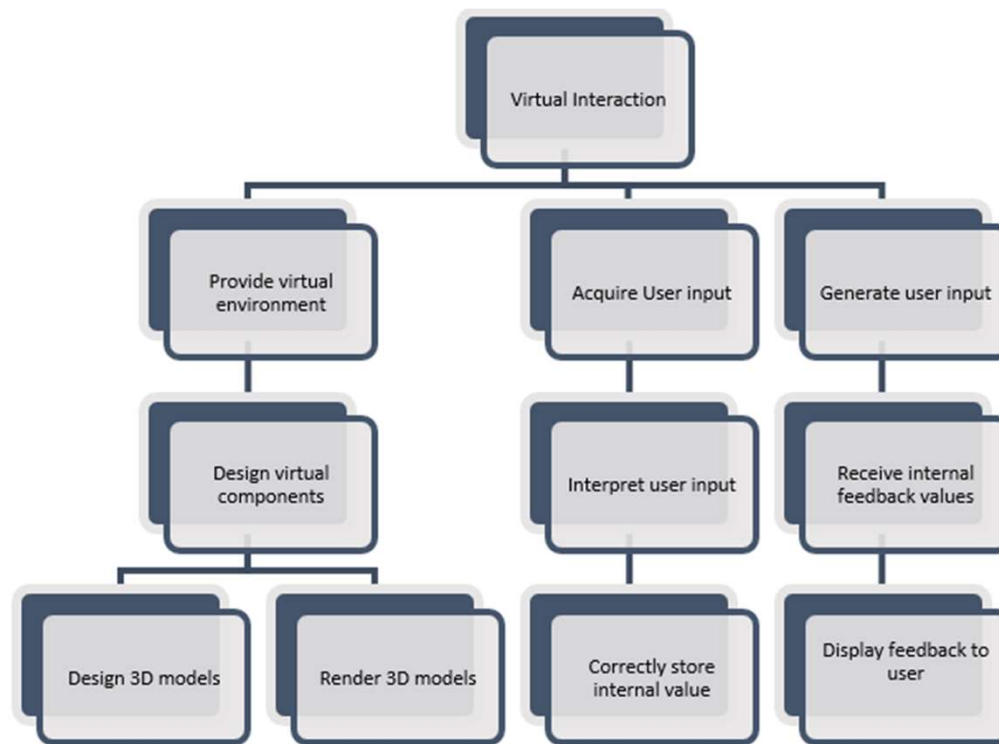 Virtual Interaction
Provide virtual
environment
Acquire User input
Generate user input
Design virtual
components
Interpret user input
Receive internal
feedback values
Design 3D models
Render 3D models
Correctly store
internal value
Display feedback to
user